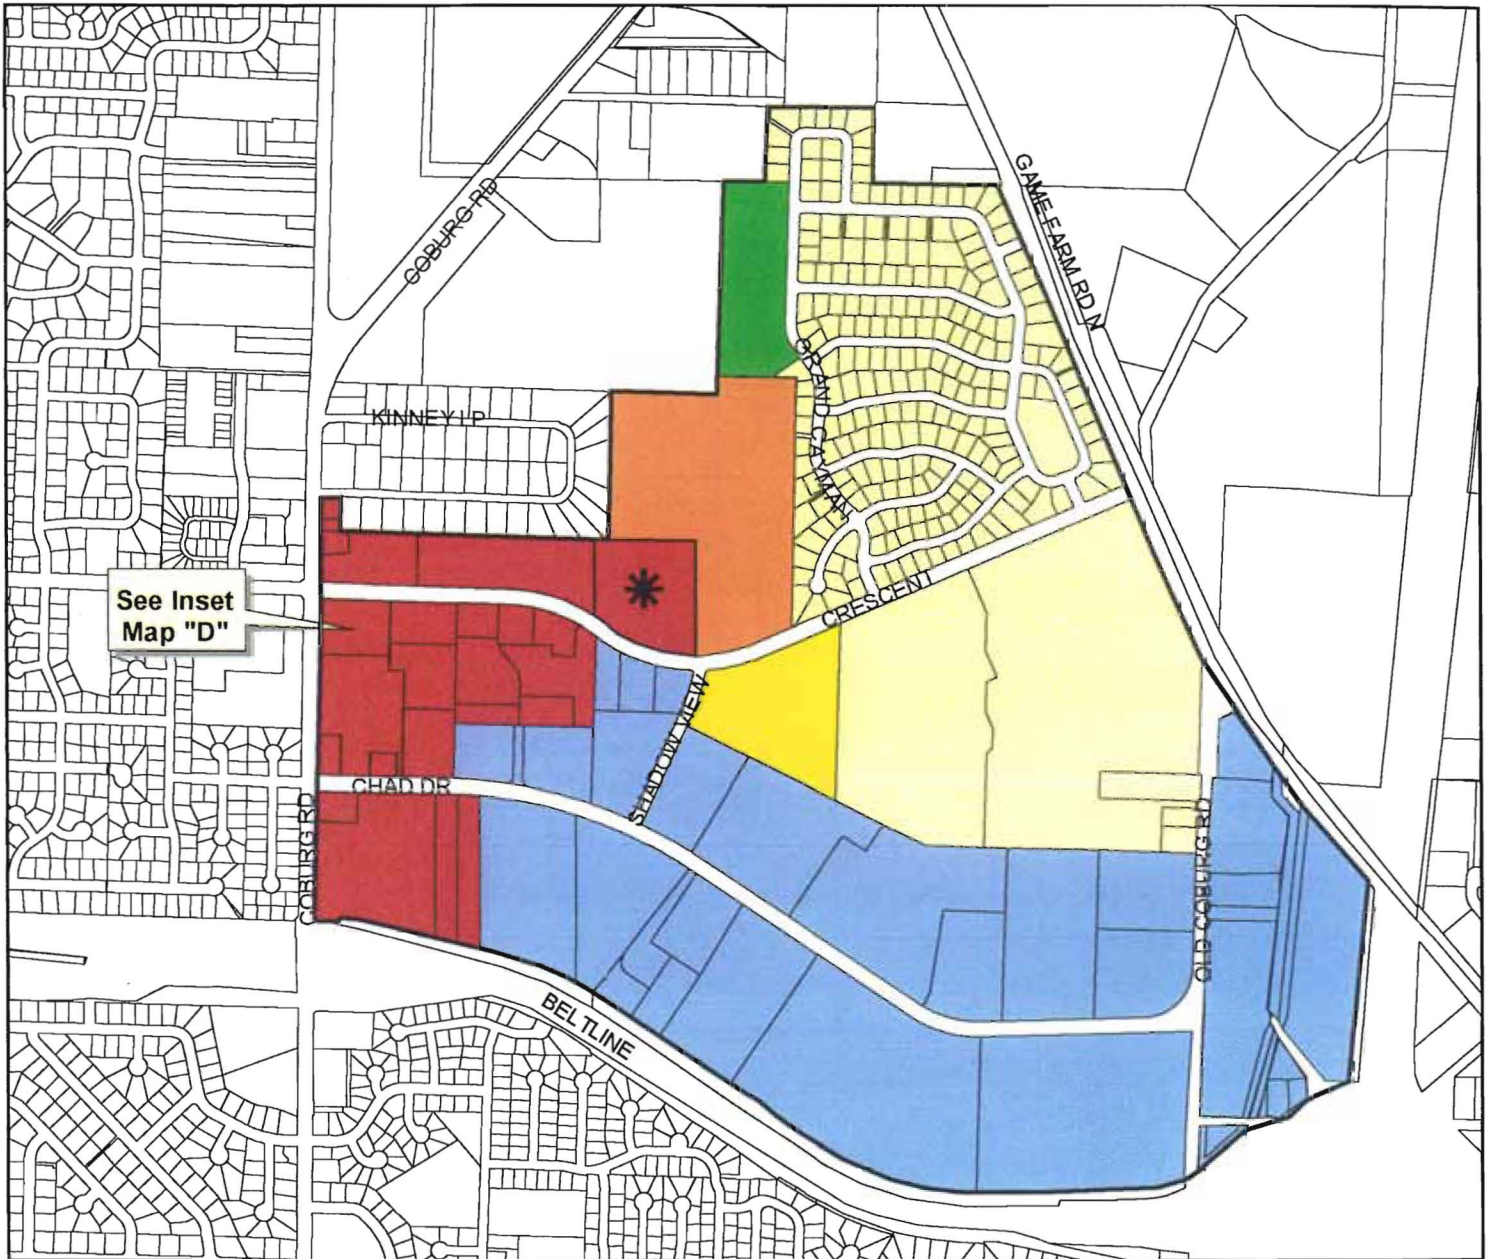 COBURG RD
GAME FARM RD N
GRAND CAYMAN
KINNEY LP
See Inset
Map "D"
CRESCENT
SHADOW VIEW
CHAD DR
COBURG RD
OLD COBURG RD
BELTLINE